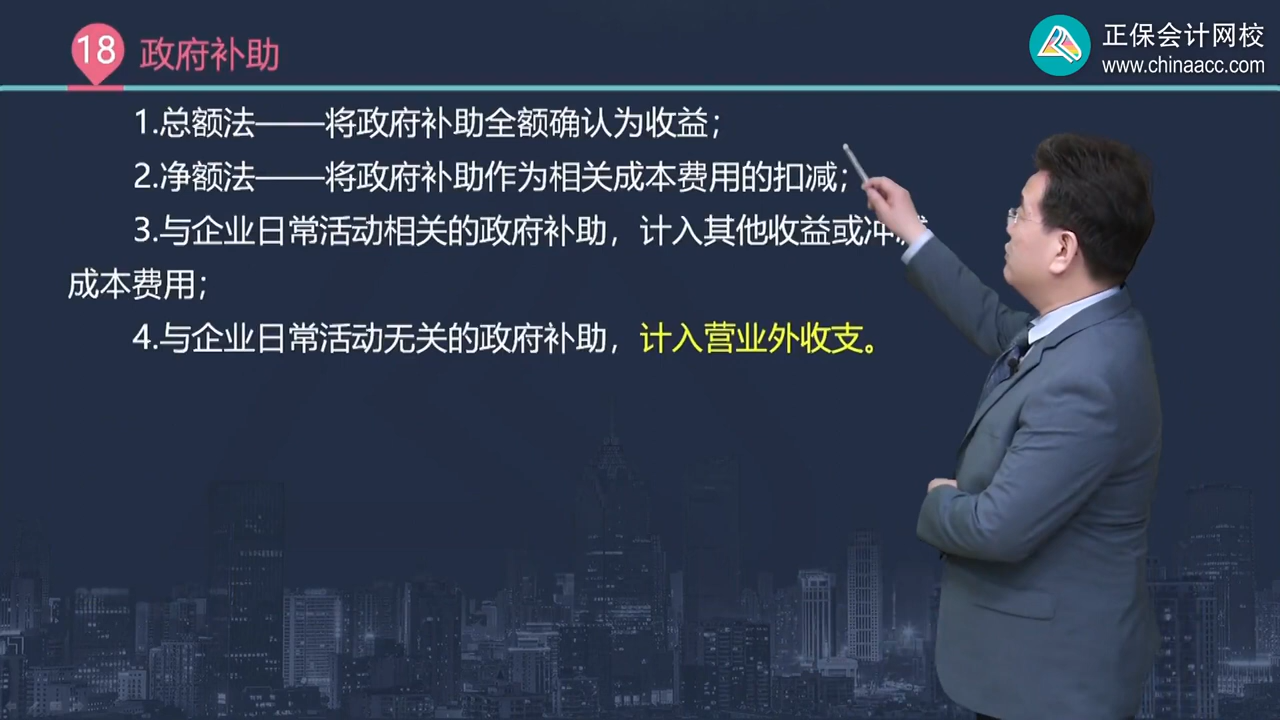 18 政府补助
正保会计网校
www.chinaacc.com
1.总额法——将政府补助全额确认为收益；
2.净额法——将政府补助作为相关成本费用的扣减；
3.与企业日常活动相关的政府补助，计入其他收益或冲减
成本费用；
4.与企业日常活动无关的政府补助，计入营业外收支。